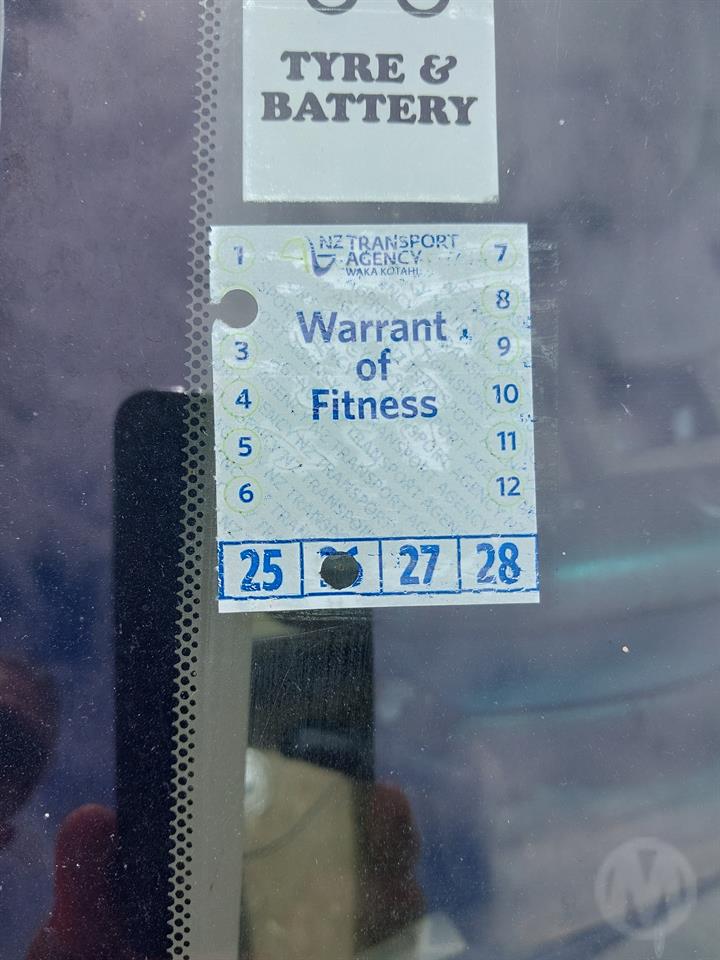 TYRE &
BATTERY
NZ TRANSPORT
AGENCY
WAKA KOTAHI
Warrant
of
Fitness
1
3
4
5
6
7
8
9
10
11
12
25 27 28